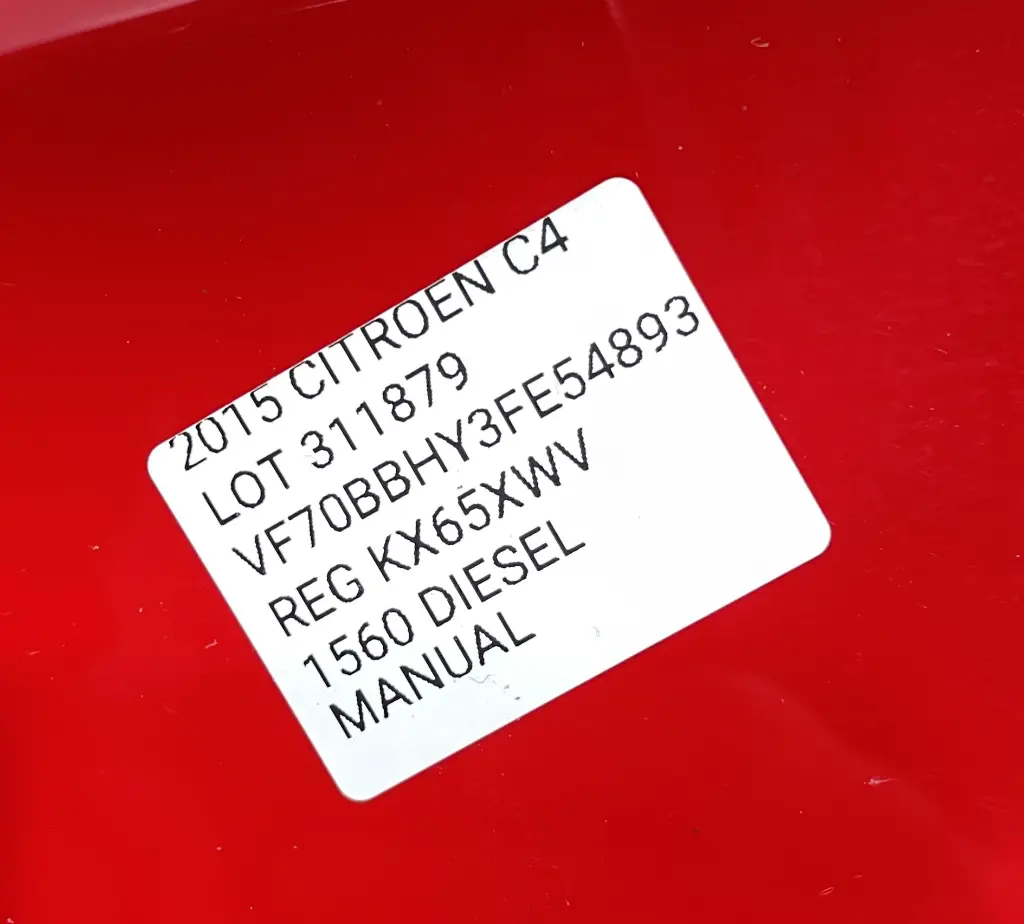 2015 CITROEN C4
LOT 311879
VF70BBHY3FE54893
REG KX65XWV
1560 DIESEL
MANUAL